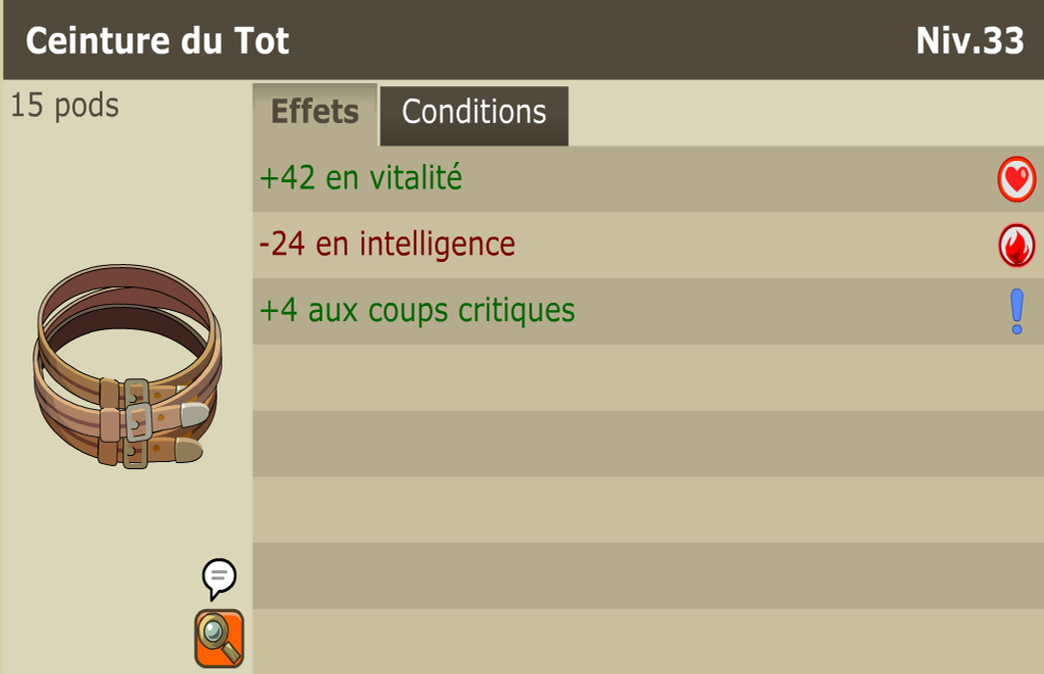 Ceinture du Tot
Niv.33
15 pods
Effets
Conditions
+42 en vitalité
-24 en intelligence
+4 aux coups critiques